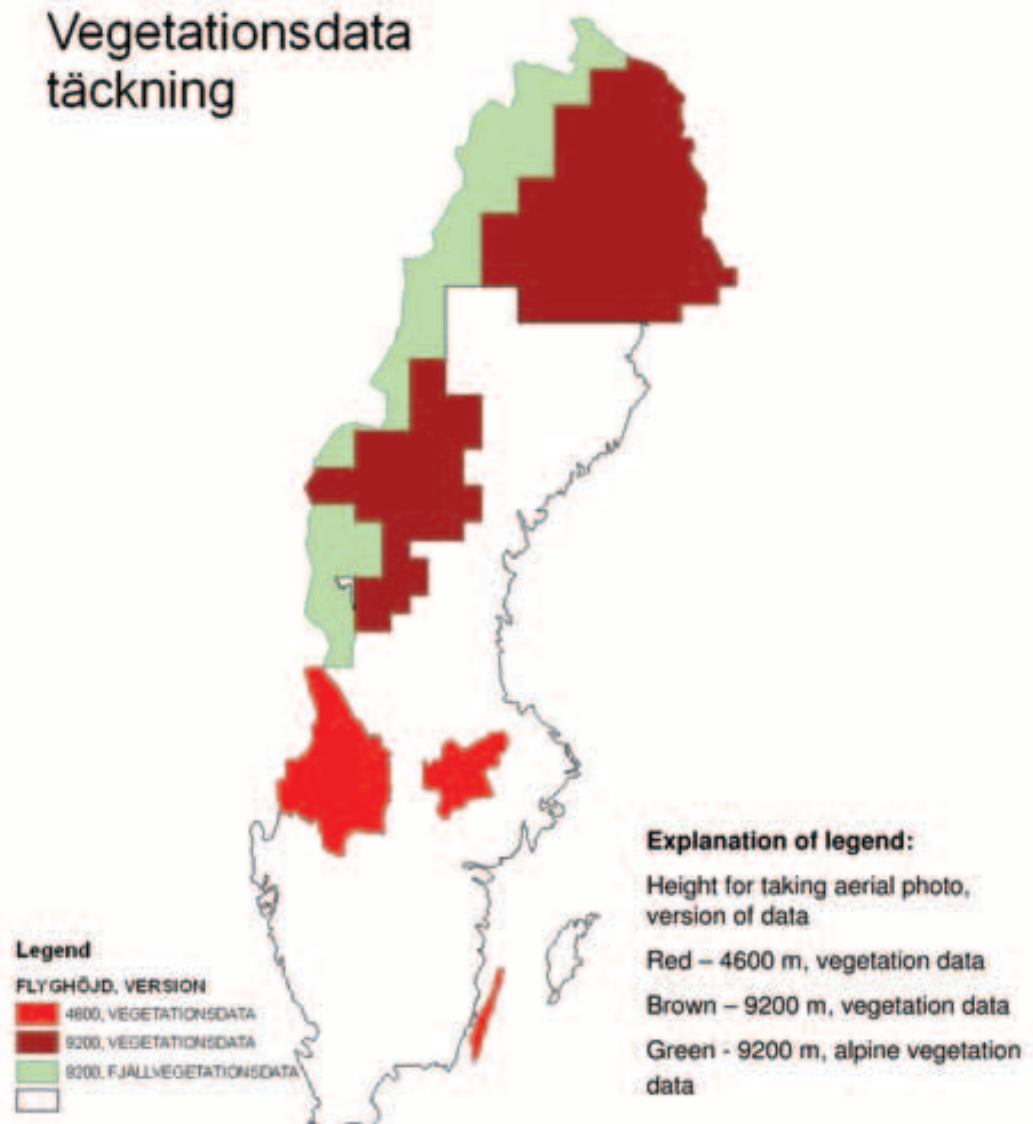 Vegetationsdata
täckning
Explanation of legend:
Height for taking aerial photo,
version of data
Red – 4600 m, vegetation data
Brown – 9200 m, vegetation data
Green - 9200 m, alpine vegetation
data
Legend
FLYGHÖJD, VERSION
4600, VEGETATIONSDATA
9200, VEGETATIONSDATA
9200, FJÄLLVEGETATIONSDATA